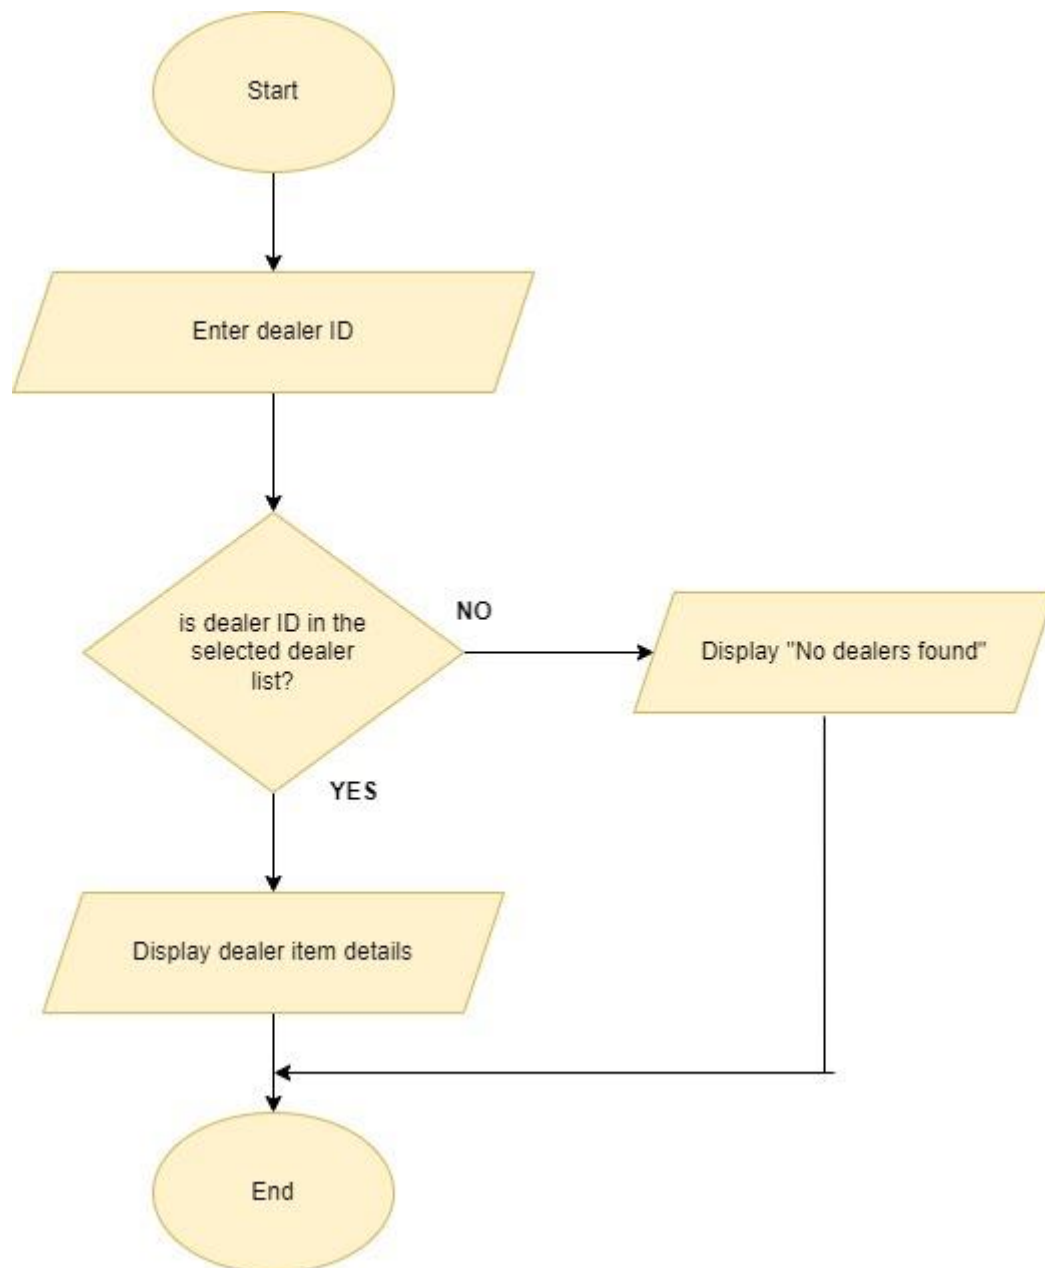 Start
Enter dealer ID
is dealer ID in the
selected dealer
list?
NO
Display "No dealers found"
YES
Display dealer item details
End